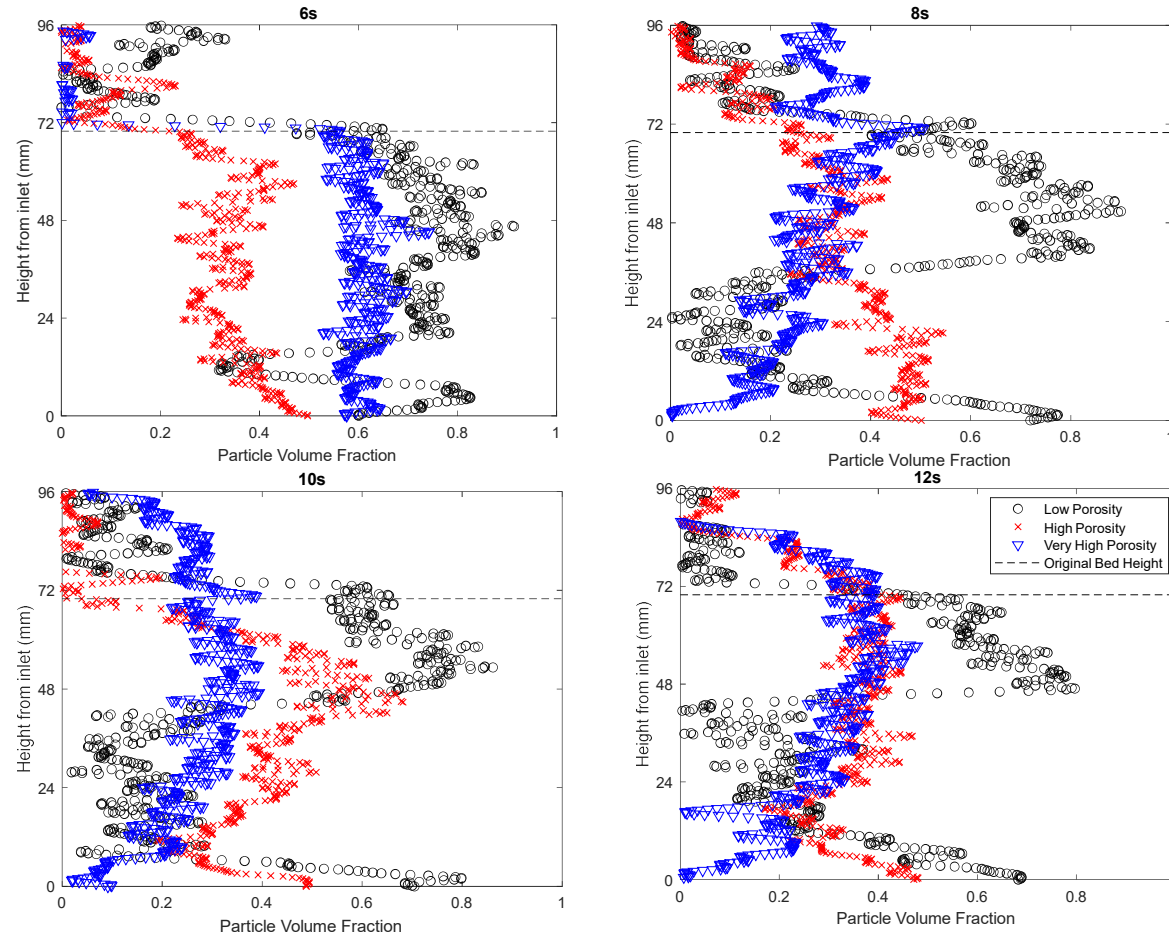 6s
96
72
48
24
0
0 0.2 0.4 0.6 0.8 1
Height from inlet (mm)
Particle Volume Fraction
8s
96
72
48
24
0
0 0.2 0.4 0.6 0.8 1
Height from inlet (mm)
Particle Volume Fraction
10s
96
72
48
24
0
0 0.2 0.4 0.6 0.8 1
Height from inlet (mm)
Particle Volume Fraction
12s
96
72
48
24
0
0 0.2 0.4 0.6 0.8
Height from inlet (mm)
Particle Volume Fraction
Low Porosity
High Porosity
Very High Porosity
Original Bed Height